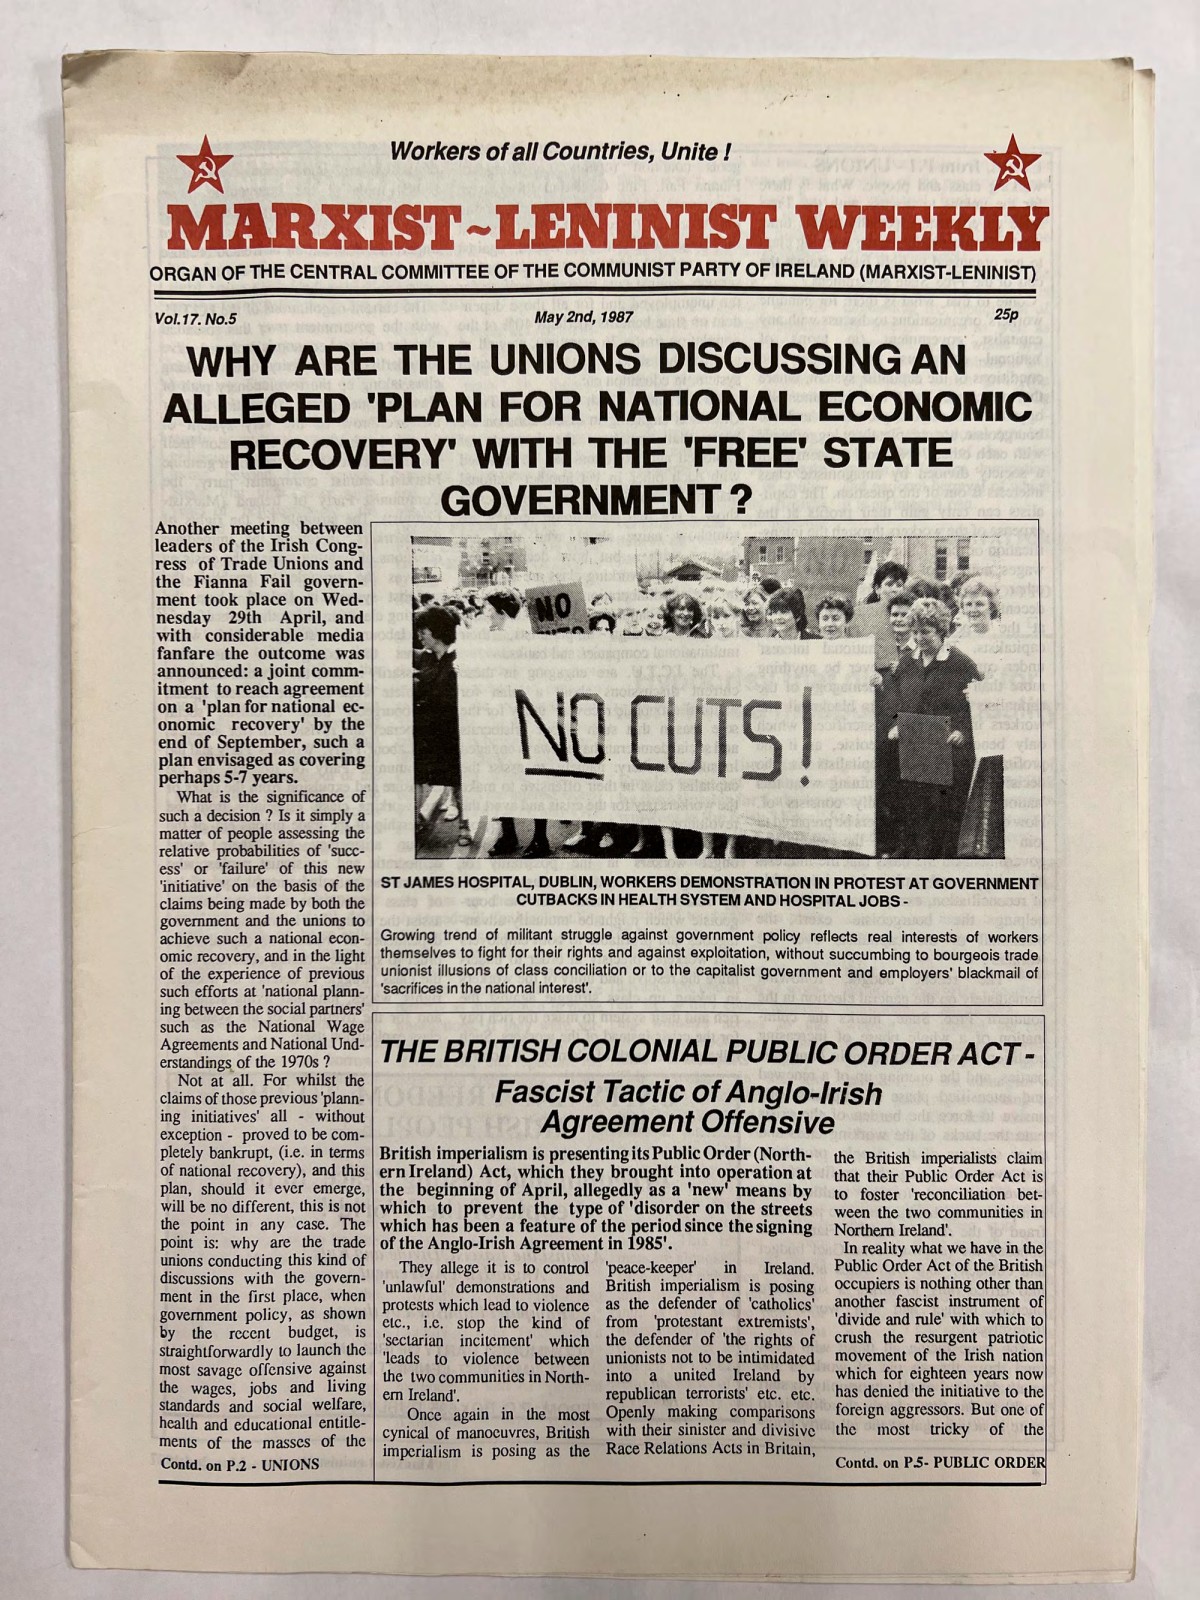 Workers of all Countries, Unite !
MARXIST~LENINIST WEEKLY
ORGAN OF THE CENTRAL COMMITTEE OF THE COMMUNIST PARTY OF IRELAND (MARXIST-LENINIST)
Vol.17. No.5
May 2nd, 1987
25p
WHY ARE THE UNIONS DISCUSSING AN
ALLEGED 'PLAN FOR NATIONAL ECONOMIC
RECOVERY' WITH THE 'FREE' STATE
GOVERNMENT ?
Another meeting between
leaders of the Irish Cong-
ress of Trade Unions and
the Fianna Fail govern-
ment took place on Wed-
nesday 29th April, and
with considerable media
fanfare the outcome was
announced: a joint comm-
itment to reach agreement
on a 'plan for national ec-
onomic recovery' by the
end of September, such a
plan envisaged as covering
perhaps 5-7 years.
What is the significance of
such a decision ? Is it simply a
matter of people assessing the
relative probabilities of 'succ-
ess' or 'failure' of this new
'initiative' on the basis of the
claims being made by both the
government and the unions to
achieve such a national econ-
omic recovery, and in the light
of the experience of previous
such efforts at 'national plann-
ing between the social partners'
such as the National Wage
Agreements and National Und-
erstandings of the 1970s ?
Not at all. For whilst the
claims of those previous 'plann-
ing initiatives' all - without
exception - proved to be com-
pletely bankrupt, (i.e. in terms
of national recovery), and this
plan, should it ever emerge,
will be no different, this is not
the point in any case. The
point is: why are the trade
unions conducting this kind of
discussions with the govern-
ment in the first place, when
government policy, as shown
by the recent budget, is
straightforwardly to launch the
most savage offensive against
the wages, jobs and living
standards and social welfare,
health and educational entitle-
ments of the masses of the
Contd. on P.2 - UNIONS
NO
NO CUTS!
ST JAMES HOSPITAL, DUBLIN, WORKERS DEMONSTRATION IN PROTEST AT GOVERNMENT
CUTBACKS IN HEALTH SYSTEM AND HOSPITAL JOBS -
Growing trend of militant struggle against government policy reflects real interests of workers
themselves to fight for their rights and against exploitation, without succumbing to bourgeois trade
unionist illusions of class conciliation or to the capitalist government and employers' blackmail of
'sacrifices in the national interest'.
THE BRITISH COLONIAL PUBLIC ORDER ACT -
Fascist Tactic of Anglo-Irish
Agreement Offensive
British imperialism is presenting its Public Order (North-
ern Ireland) Act, which they brought into operation at
the beginning of April, allegedly as a 'new' means by
which to prevent the type of 'disorder on the streets
which has been a feature of the period since the signing
of the Anglo-Irish Agreement in 1985'.
They allege it is to control
'unlawful' demonstrations and
protests which lead to violence
etc., i.e. stop the kind of
'sectarian incitement' which
'leads to violence between
the two communities in North-
ern Ireland'.
Once again in the most
cynical of manoeuvres, British
imperialism is posing as the
'peace-keeper' in Ireland.
British imperialism is posing
as the defender of 'catholics'
from 'protestant extremists',
the defender of 'the rights of
unionists not to be intimidated
into a united Ireland by
republican terrorists' etc. etc.
Openly making comparisons
with their sinister and divisive
Race Relations Acts in Britain,
the British imperialists claim
that their Public Order Act is
to foster 'reconciliation bet-
ween the two communities in
Northern Ireland'.
In reality what we have in the
Public Order Act of the British
occupiers is nothing other than
another fascist instrument of
'divide and rule' with which to
crush the resurgent patriotic
movement of the Irish nation
which for eighteen years now
has denied the initiative to the
foreign aggressors. But one of
the most tricky of the
Contd. on P.5- PUBLIC ORDER